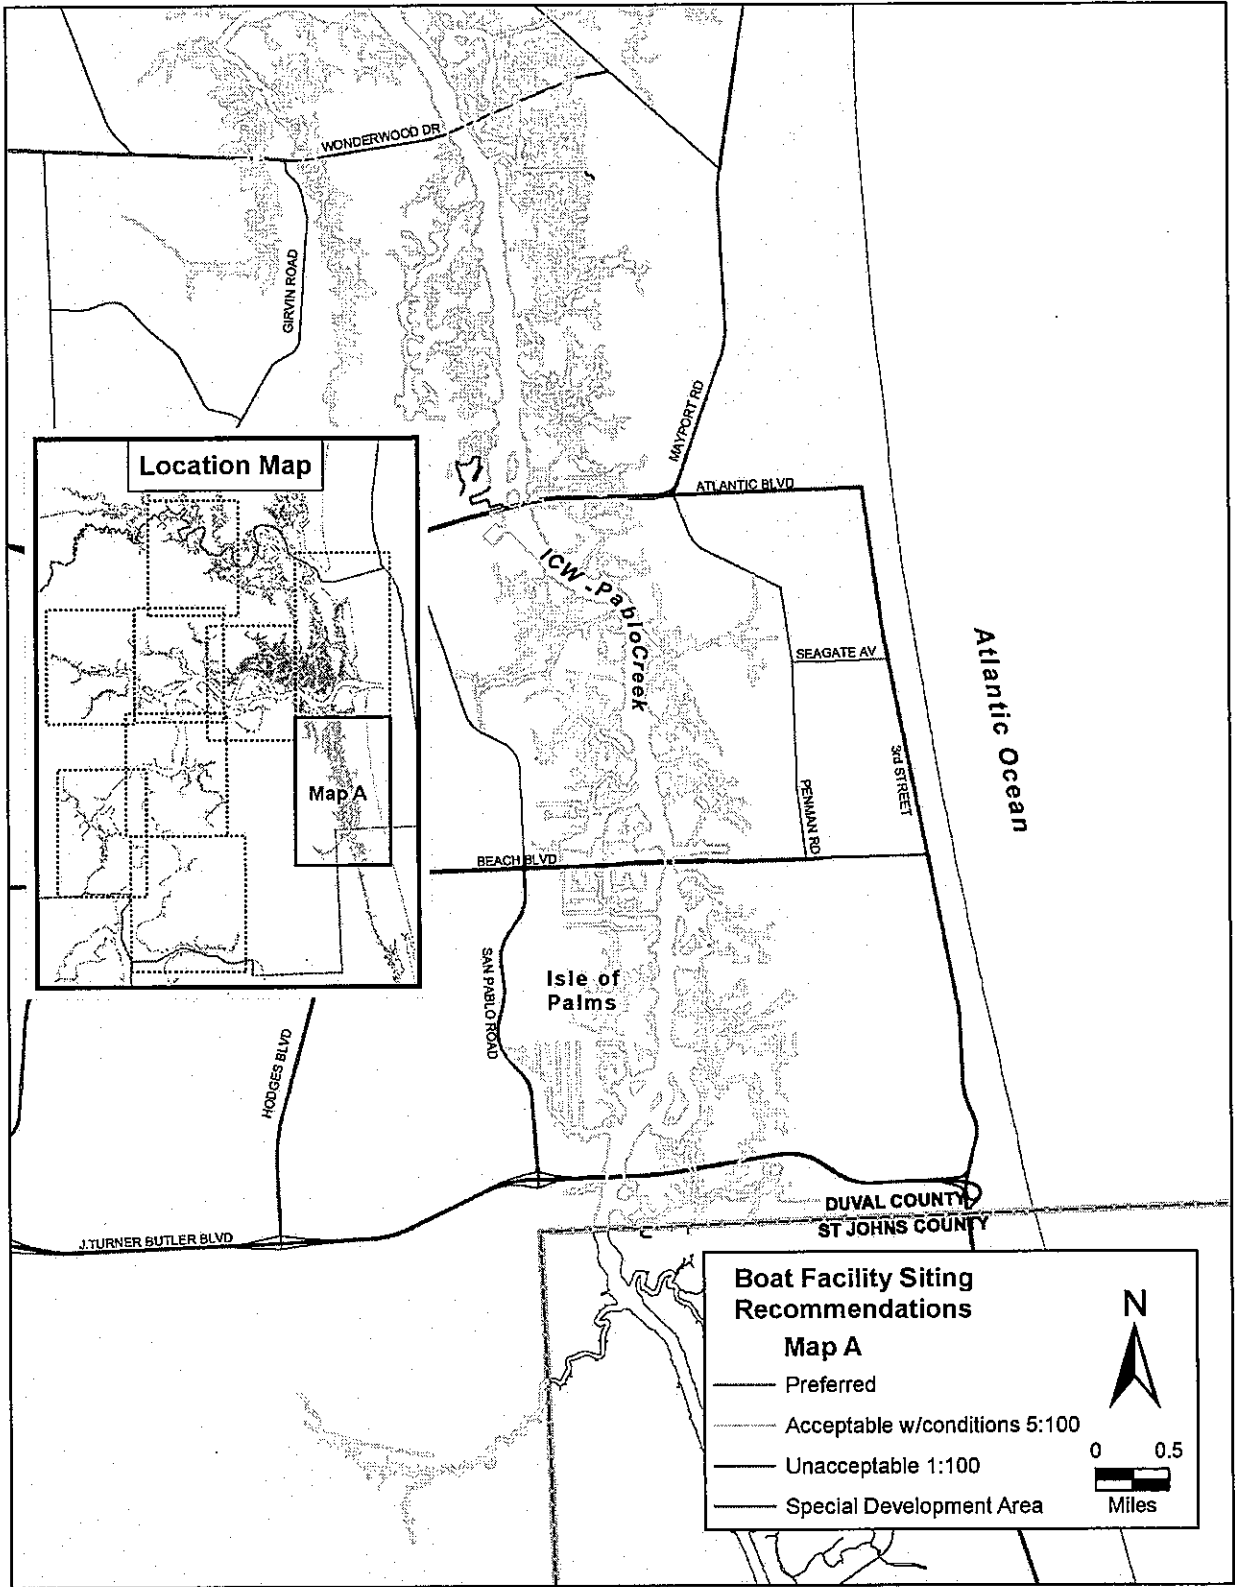 WONDERWOOD DR
GIRVIN ROAD
MAYPORT RD
ATLANTIC BLVD
Location Map
Map A
ICW - Pablo Creek
SEAGATE AV
Atlantic Ocean
3rd STREET
PENMAN RD
BEACH BLVD
SAN PABLO ROAD
Isle of
Palms
HODGES BLVD
DUVAL COUNTY
ST JOHNS COUNTY
J.TURNER BUTLER BLVD
Boat Facility Siting
Recommendations
Map A
N
Preferred
Acceptable w/conditions 5:100
Unacceptable 1:100
Special Development Area
0 0.5
Miles